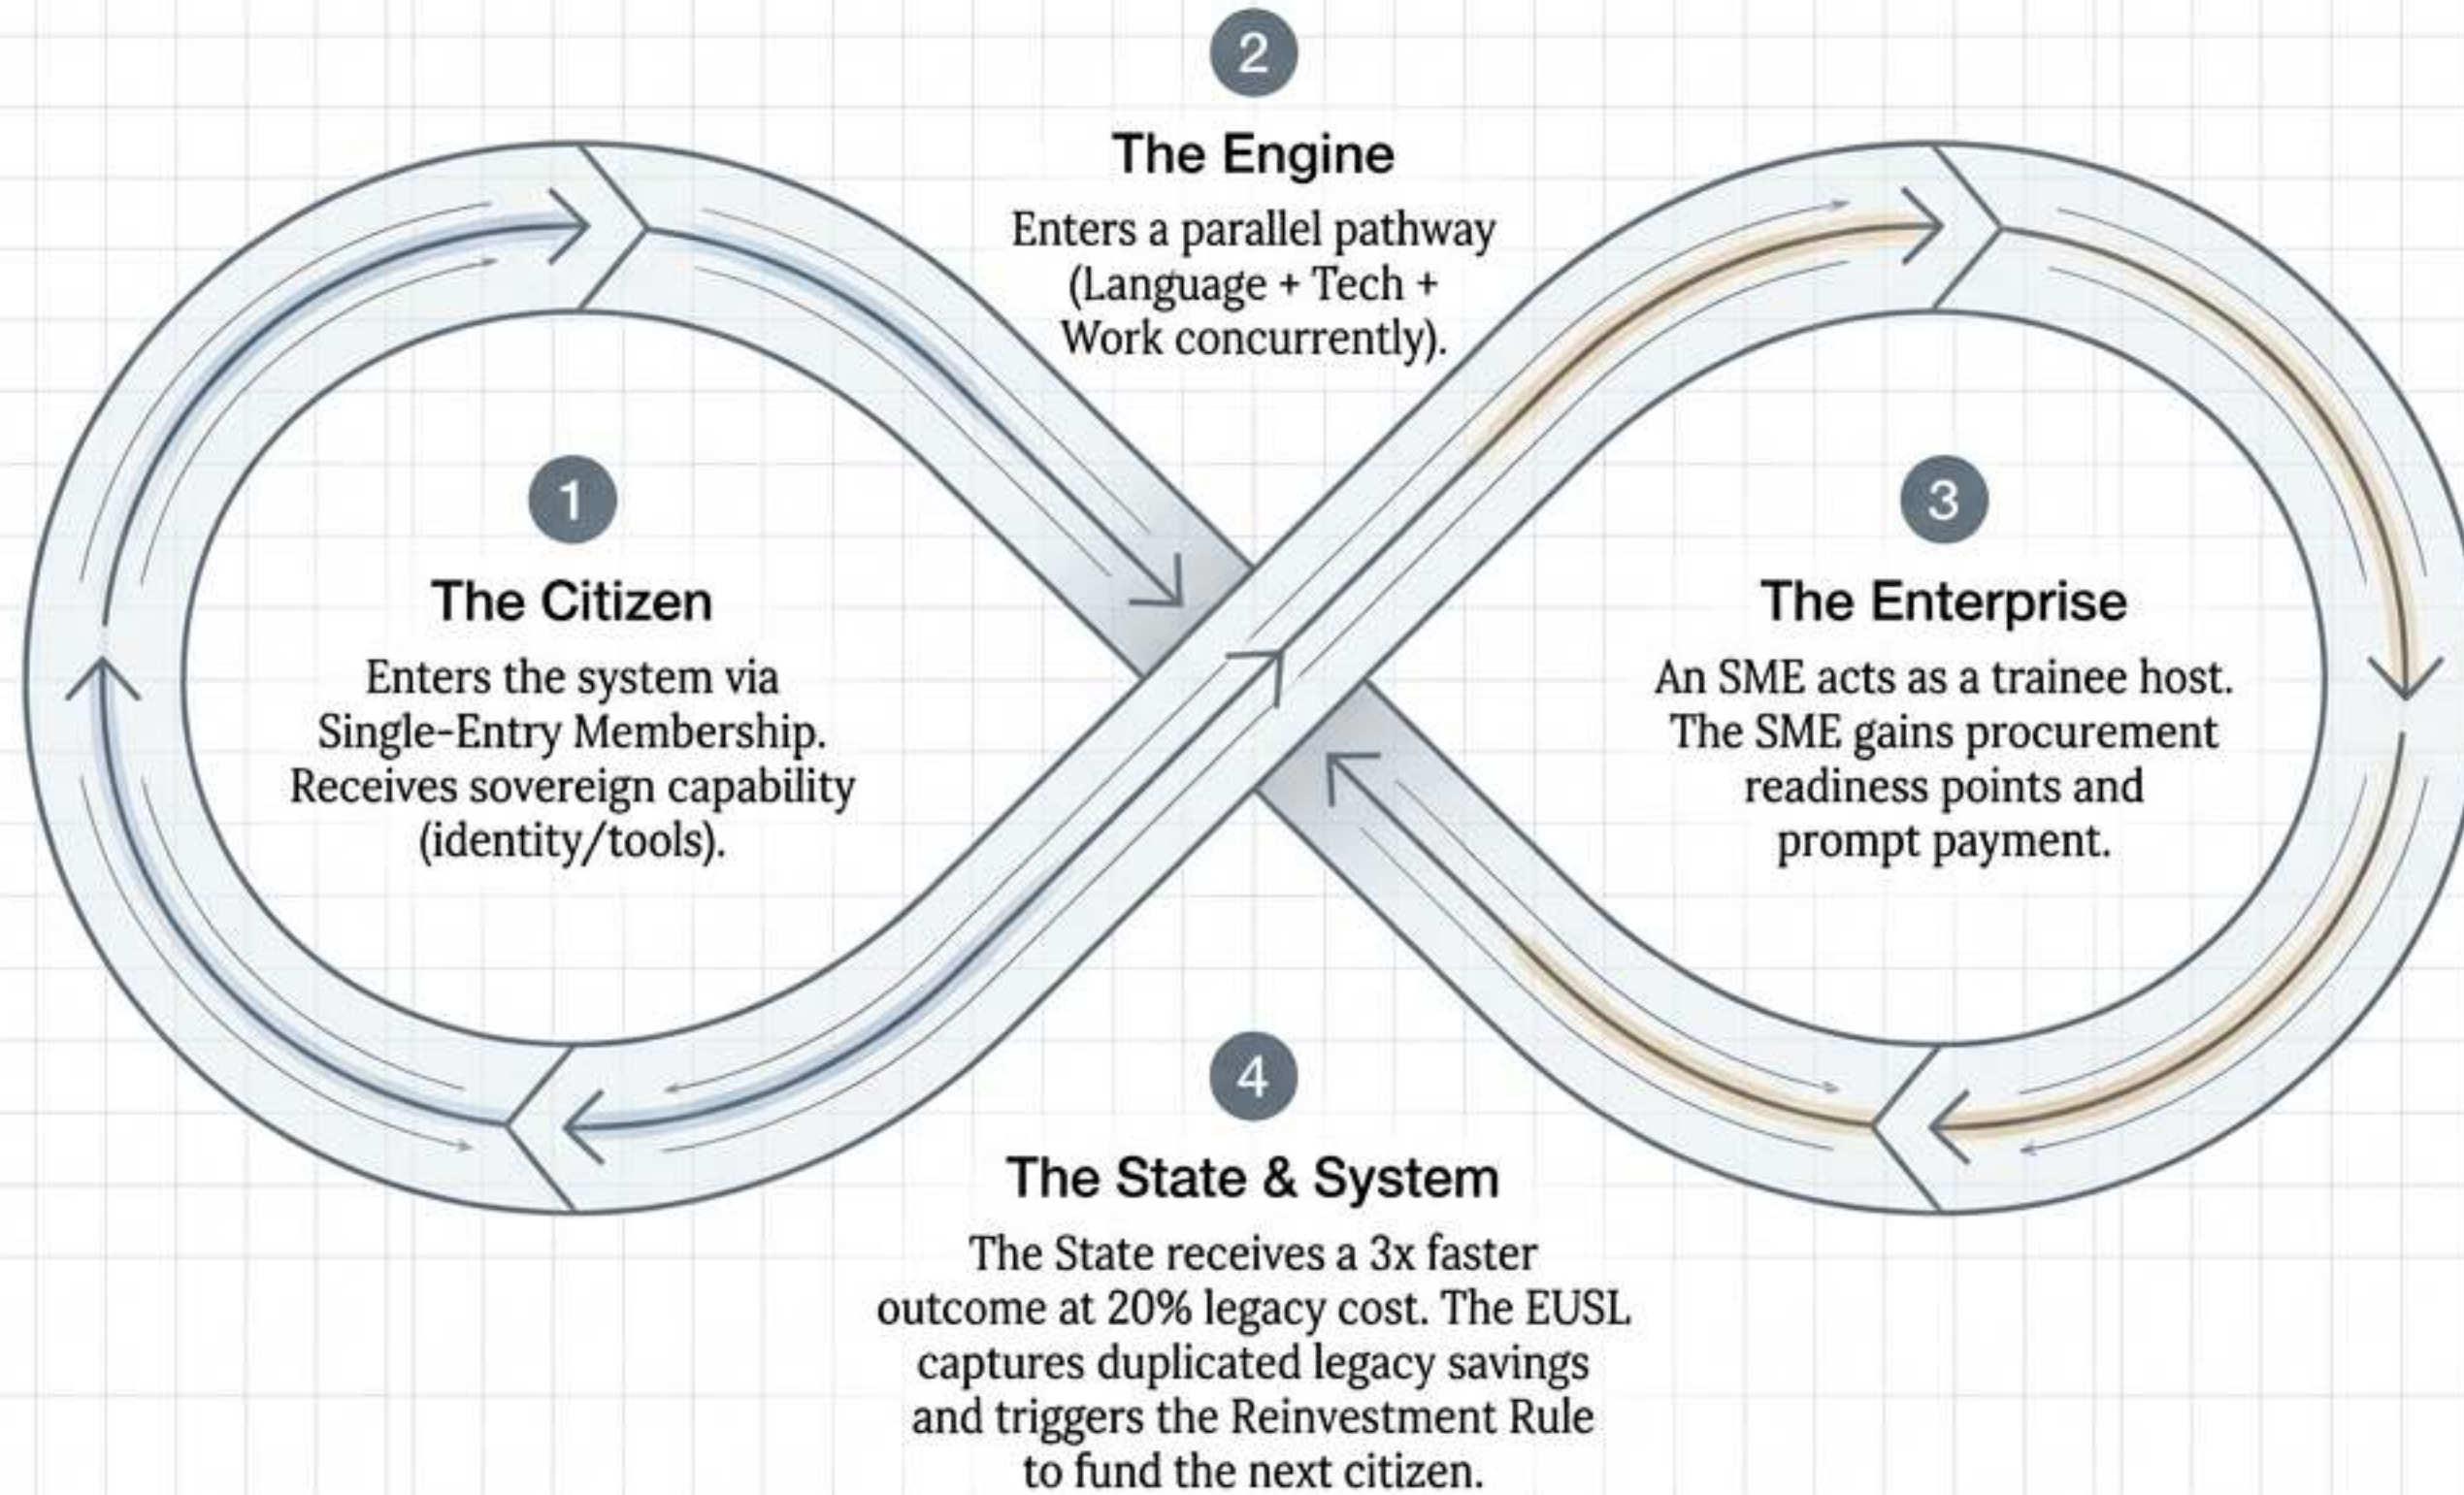 1
The Citizen
Enters the system via
Single-Entry Membership.
Receives sovereign capability
(identity/tools).
2
The Engine
Enters a parallel pathway
(Language + Tech +
Work concurrently).
3
The Enterprise
An SME acts as a trainee host.
The SME gains procurement
readiness points and
prompt payment.
4
The State & System
The State receives a 3x faster
outcome at 20% legacy cost. The EUSL
captures duplicated legacy savings
and triggers the Reinvestment Rule
to fund the next citizen.